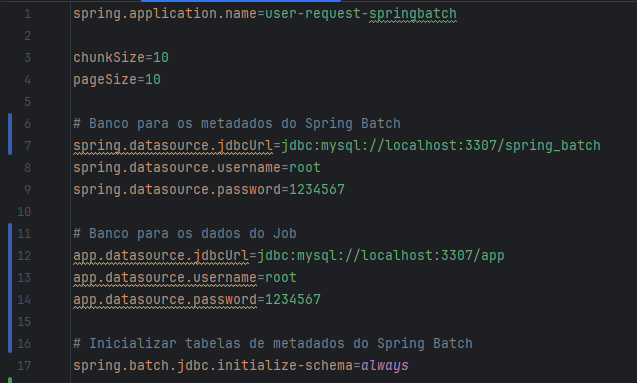 1 spring.application.name=user-request-springbatch
2
3 chunkSize=10
4 pageSize=10
5
6 # Banco para os metadados do Spring Batch
7 spring.datasource.jdbcUrl=jdbc:mysql://localhost:3307/spring_batch
8 spring.datasource.username=root
9 spring.datasource.password=1234567
10
11 # Banco para os dados do Job
12 app.datasource.jdbcUrl=jdbc:mysql://localhost:3307/app
13 app.datasource.username=root
14 app.datasource.password=1234567
15
16 # Inicializar tabelas de metadados do Spring Batch
17 spring.batch.jdbc.initialize-schema=always